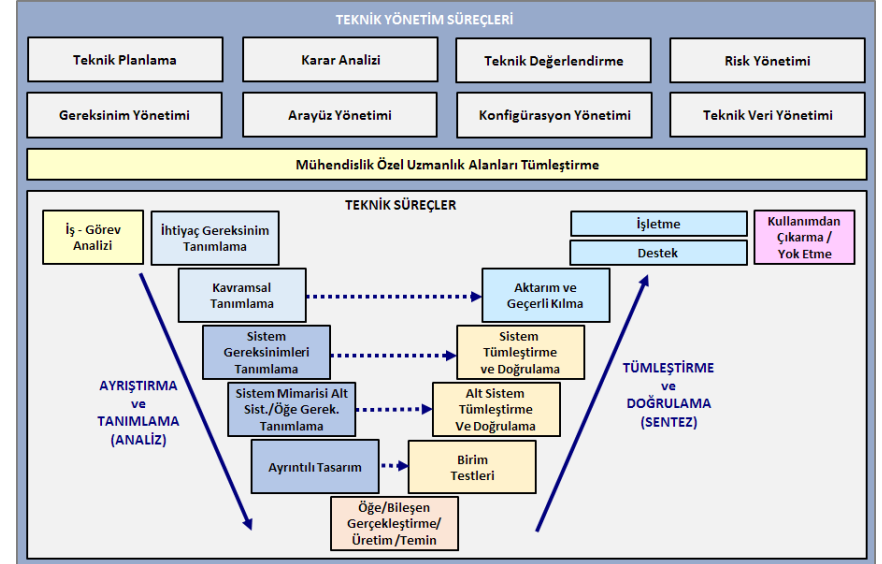 TEKNİK YÖNETİM SÜREÇLERİ
Teknik Planlama
Karar Analizi
Teknik Değerlendirme
Risk Yönetimi
Gereksinim Yönetimi
Arayüz Yönetimi
Konfigürasyon Yönetimi
Teknik Veri Yönetimi
Mühendislik Özel Uzmanlık Alanları Tümleştirme
TEKNİK SÜREÇLER
İş - Görev
Analizi
İhtiyaç Gereksinim
Tanımlama
İşletme
Destek
Kullanımdan
Çıkarma /
Yok Etme
Kavramsal
Tanımlama
Aktarım ve
Geçerli Kılma
Sistem
Gereksinimleri
Tanımlama
Sistem
Tümleştirme
ve Doğrulama
AYRIŞTIRMA
ve
TANIMLAMA
(ANALİZ)
Sistem Mimarisi Alt
Sist./Öğe Gerek.
Tanımlama
Alt Sistem
Tümleştirme
Ve Doğrulama
TÜMLEŞTİRME
ve
DOĞRULAMA
(SENTEZ)
Ayrıntılı Tasarım
Birim
Testleri
Öğe/Bileşen
Gerçekleştirme/
Üretim /Temin